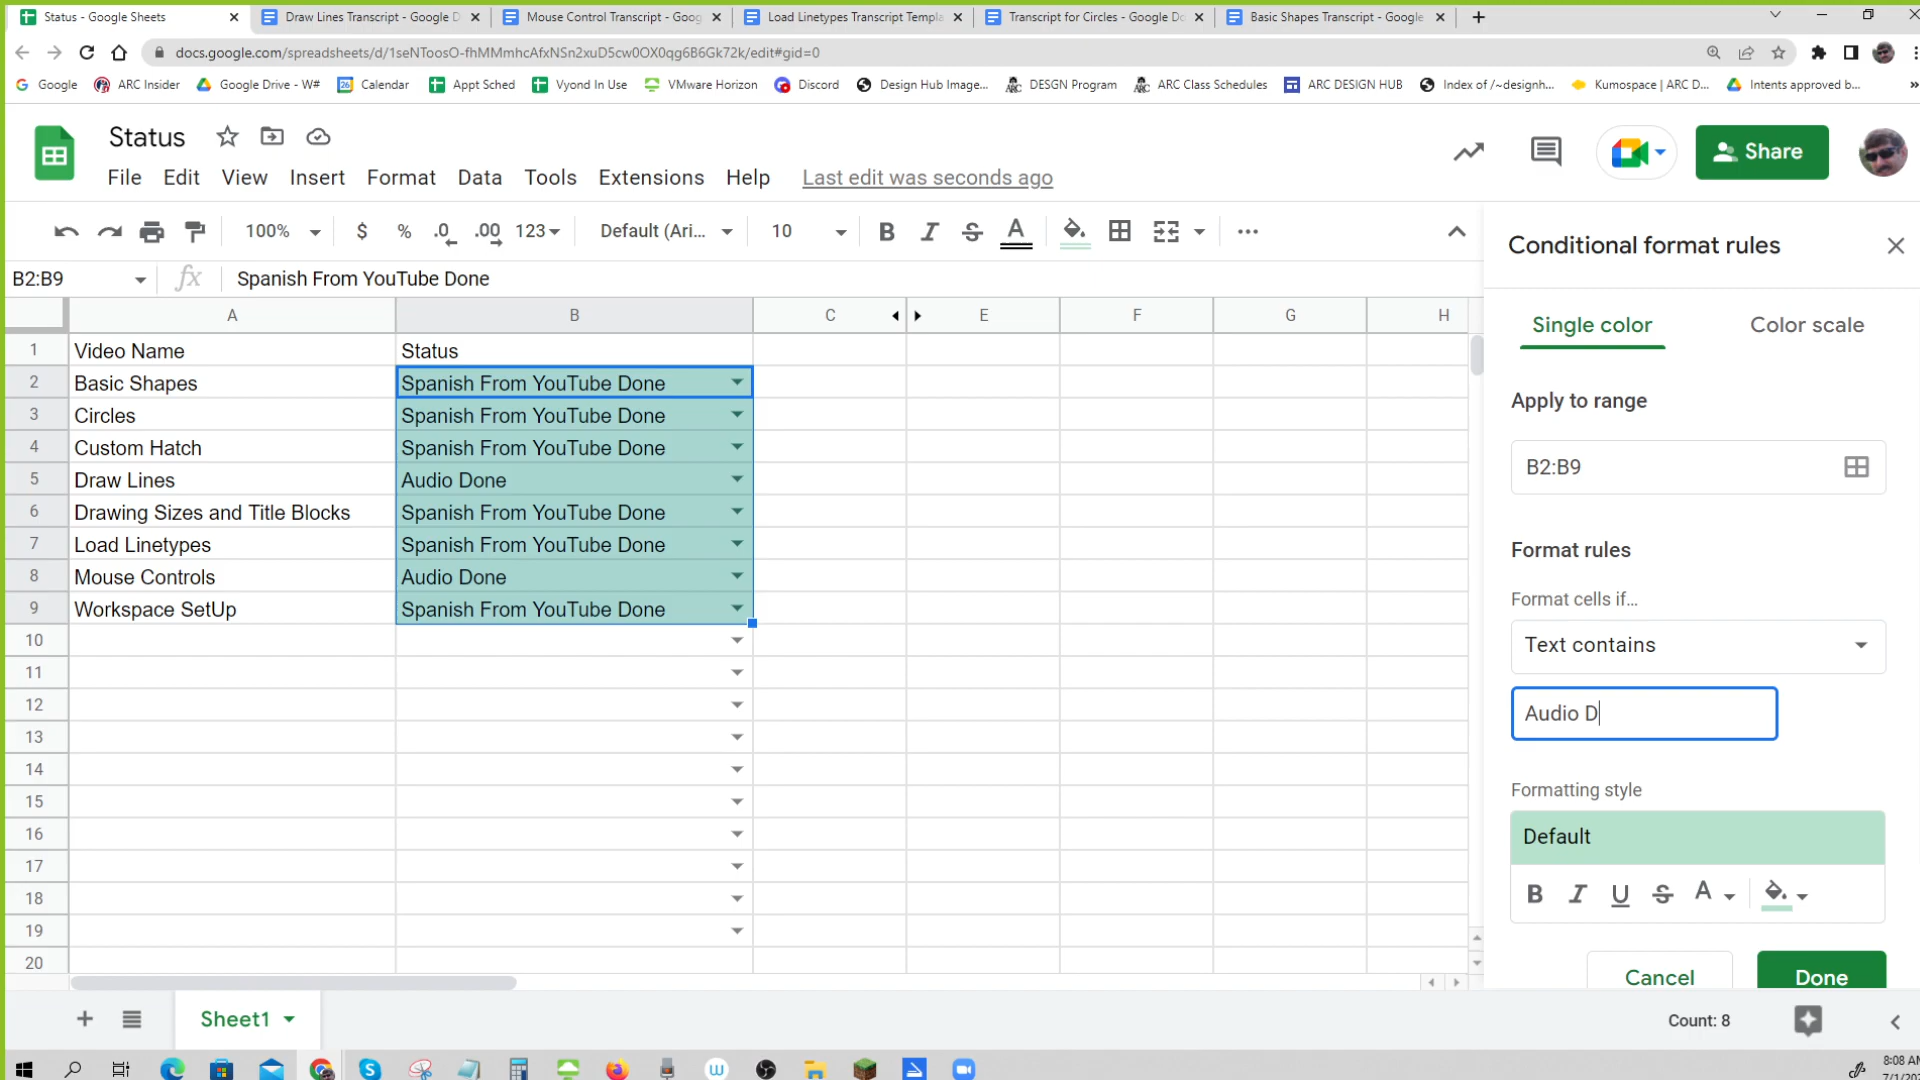 Status - Google Sheets
Draw Lines Transcript - Google D
Mouse Control Transcript - Goog
Load Linetypes Transcript Templa
Transcript for Circles - Google Do
Basic Shapes Transcript - Google
docs.google.com/spreadsheets/d/1seNToosO-fhMMmhcAfxNSn2xuD5cw0OX0qg6B6Gk72k/edit#gid=0
Google
ARC Insider
Google Drive - W#
Calendar
Appt Sched
Vyond In Use
VMware Horizon
Discord
Design Hub Image...
DESGN Program
ARC Class Schedules
ARC DESIGN HUB
Index of /~designh...
Kumospace | ARC D...
Intents approved b...
Status
File Edit View Insert Format Data Tools Extensions Help Last edit was seconds ago
Share
100% $ % .0 .00 123 Default (Ari... 10 B I S A
B2:B9 fx Spanish From YouTube Done
A B C E F G H
1 Video Name Status
2 Basic Shapes Spanish From YouTube Done
3 Circles Spanish From YouTube Done
4 Custom Hatch Spanish From YouTube Done
5 Draw Lines Audio Done
6 Drawing Sizes and Title Blocks Spanish From YouTube Done
7 Load Linetypes Spanish From YouTube Done
8 Mouse Controls Audio Done
9 Workspace SetUp Spanish From YouTube Done
10
11
12
13
14
15
16
17
18
19
20
Conditional format rules
Single color Color scale
Apply to range
B2:B9
Format rules
Format cells if...
Text contains
Audio D
Formatting style
Default
B I U S A
Cancel Done
Sheet1
Count: 8
8:08 AM